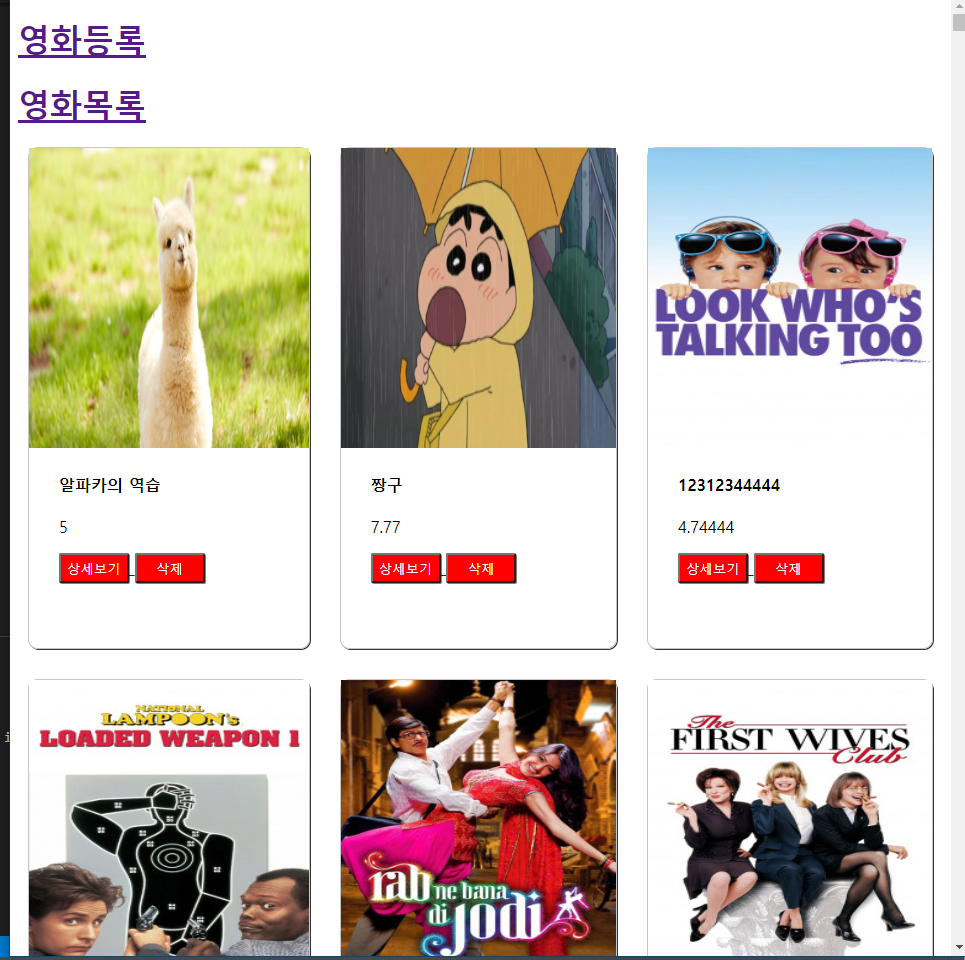 영화등록
영화목록
LOOK WHO'S
TALKING TOO
알파카의 역습
5
상세보기 삭제
짱구
7.77
상세보기 삭제
12312344444
4.74444
상세보기 삭제
NATIONAL
LAMPOON's
LOADED WEAPON 1
rab ne bana
di jodi
The
FIRST WIVES
Club